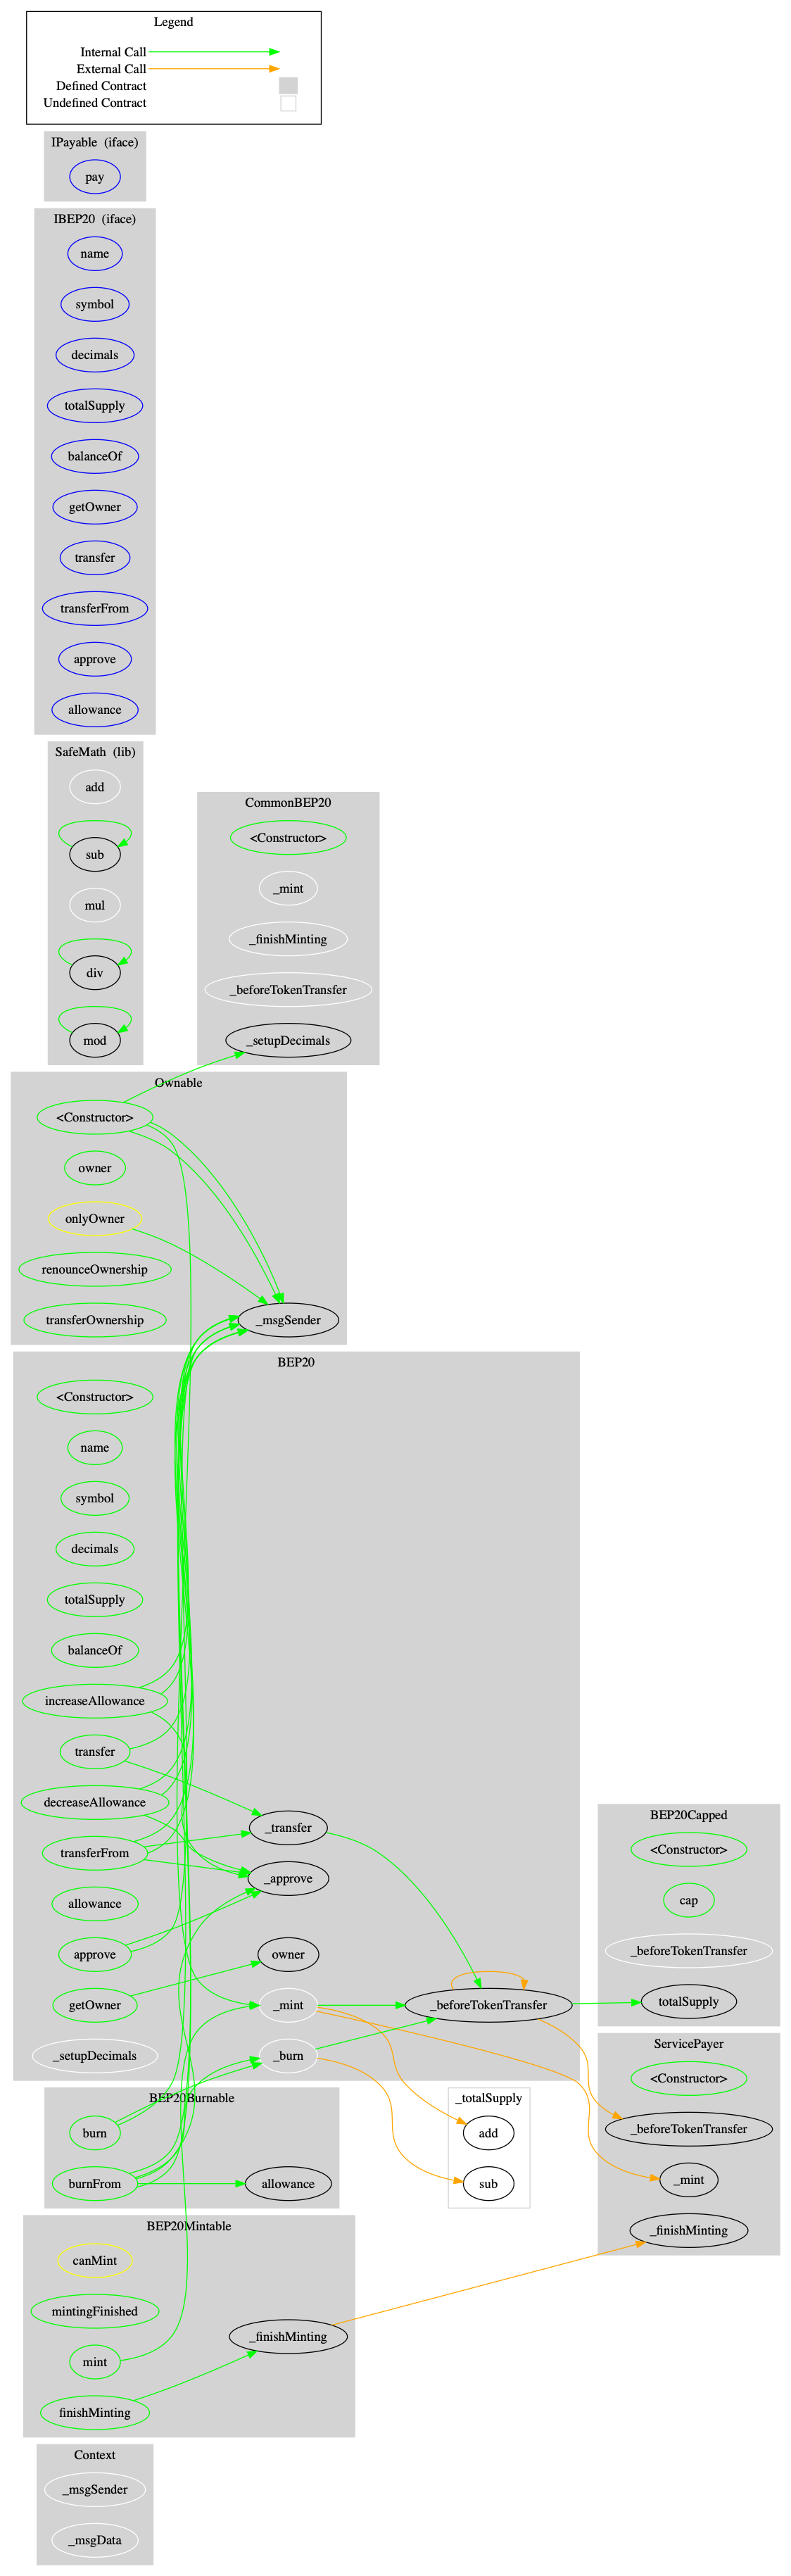 Legend
Internal Call
External Call
Defined Contract
Undefined Contract
IPayable (iface)
pay
IBEP20 (iface)
name
symbol
decimals
totalSupply
balanceOf
getOwner
transfer
transferFrom
approve
allowance
SafeMath (lib)
add
sub
mul
div
mod
CommonBEP20
<Constructor>
_mint
_finishMinting
_beforeTokenTransfer
_setupDecimals
Ownable
<Constructor>
owner
onlyOwner
renounceOwnership
transferOwnership
_msgSender
BEP20
<Constructor>
name
symbol
decimals
totalSupply
balanceOf
increaseAllowance
transfer
decreaseAllowance
transferFrom
allowance
approve
getOwner
_setupDecimals
_transfer
_approve
owner
_mint
_burn
_beforeTokenTransfer
BEP20Capped
<Constructor>
cap
_beforeTokenTransfer
totalSupply
ServicePayer
<Constructor>
_beforeTokenTransfer
_mint
_finishMinting
BEP20Burnable
burn
burnFrom
allowance
_totalSupply
add
sub
BEP20Mintable
canMint
mintingFinished
mint
finishMinting
_finishMinting
Context
_msgSender
_msgData